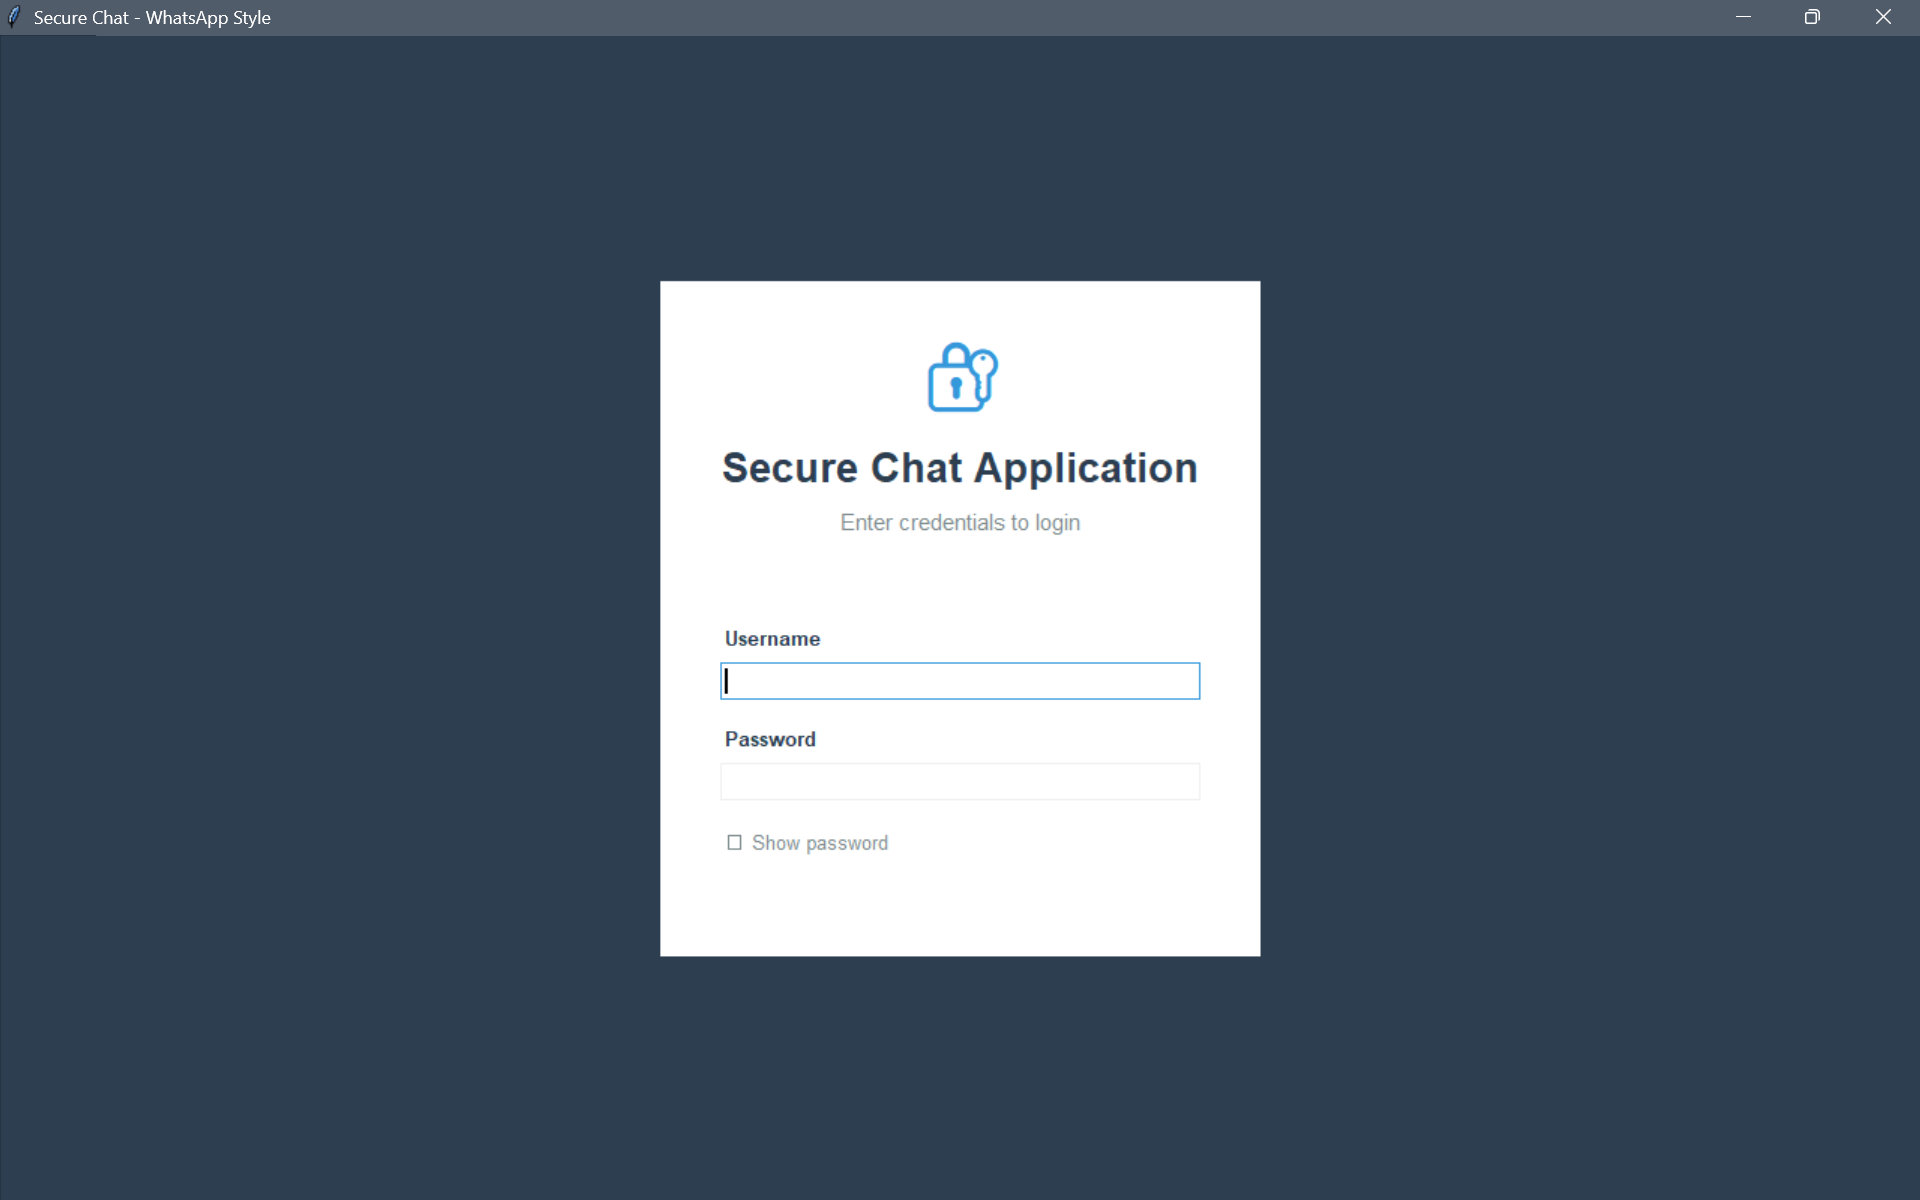 Secure Chat - WhatsApp Style
Secure Chat Application
Enter credentials to login
Username
Password
Show password